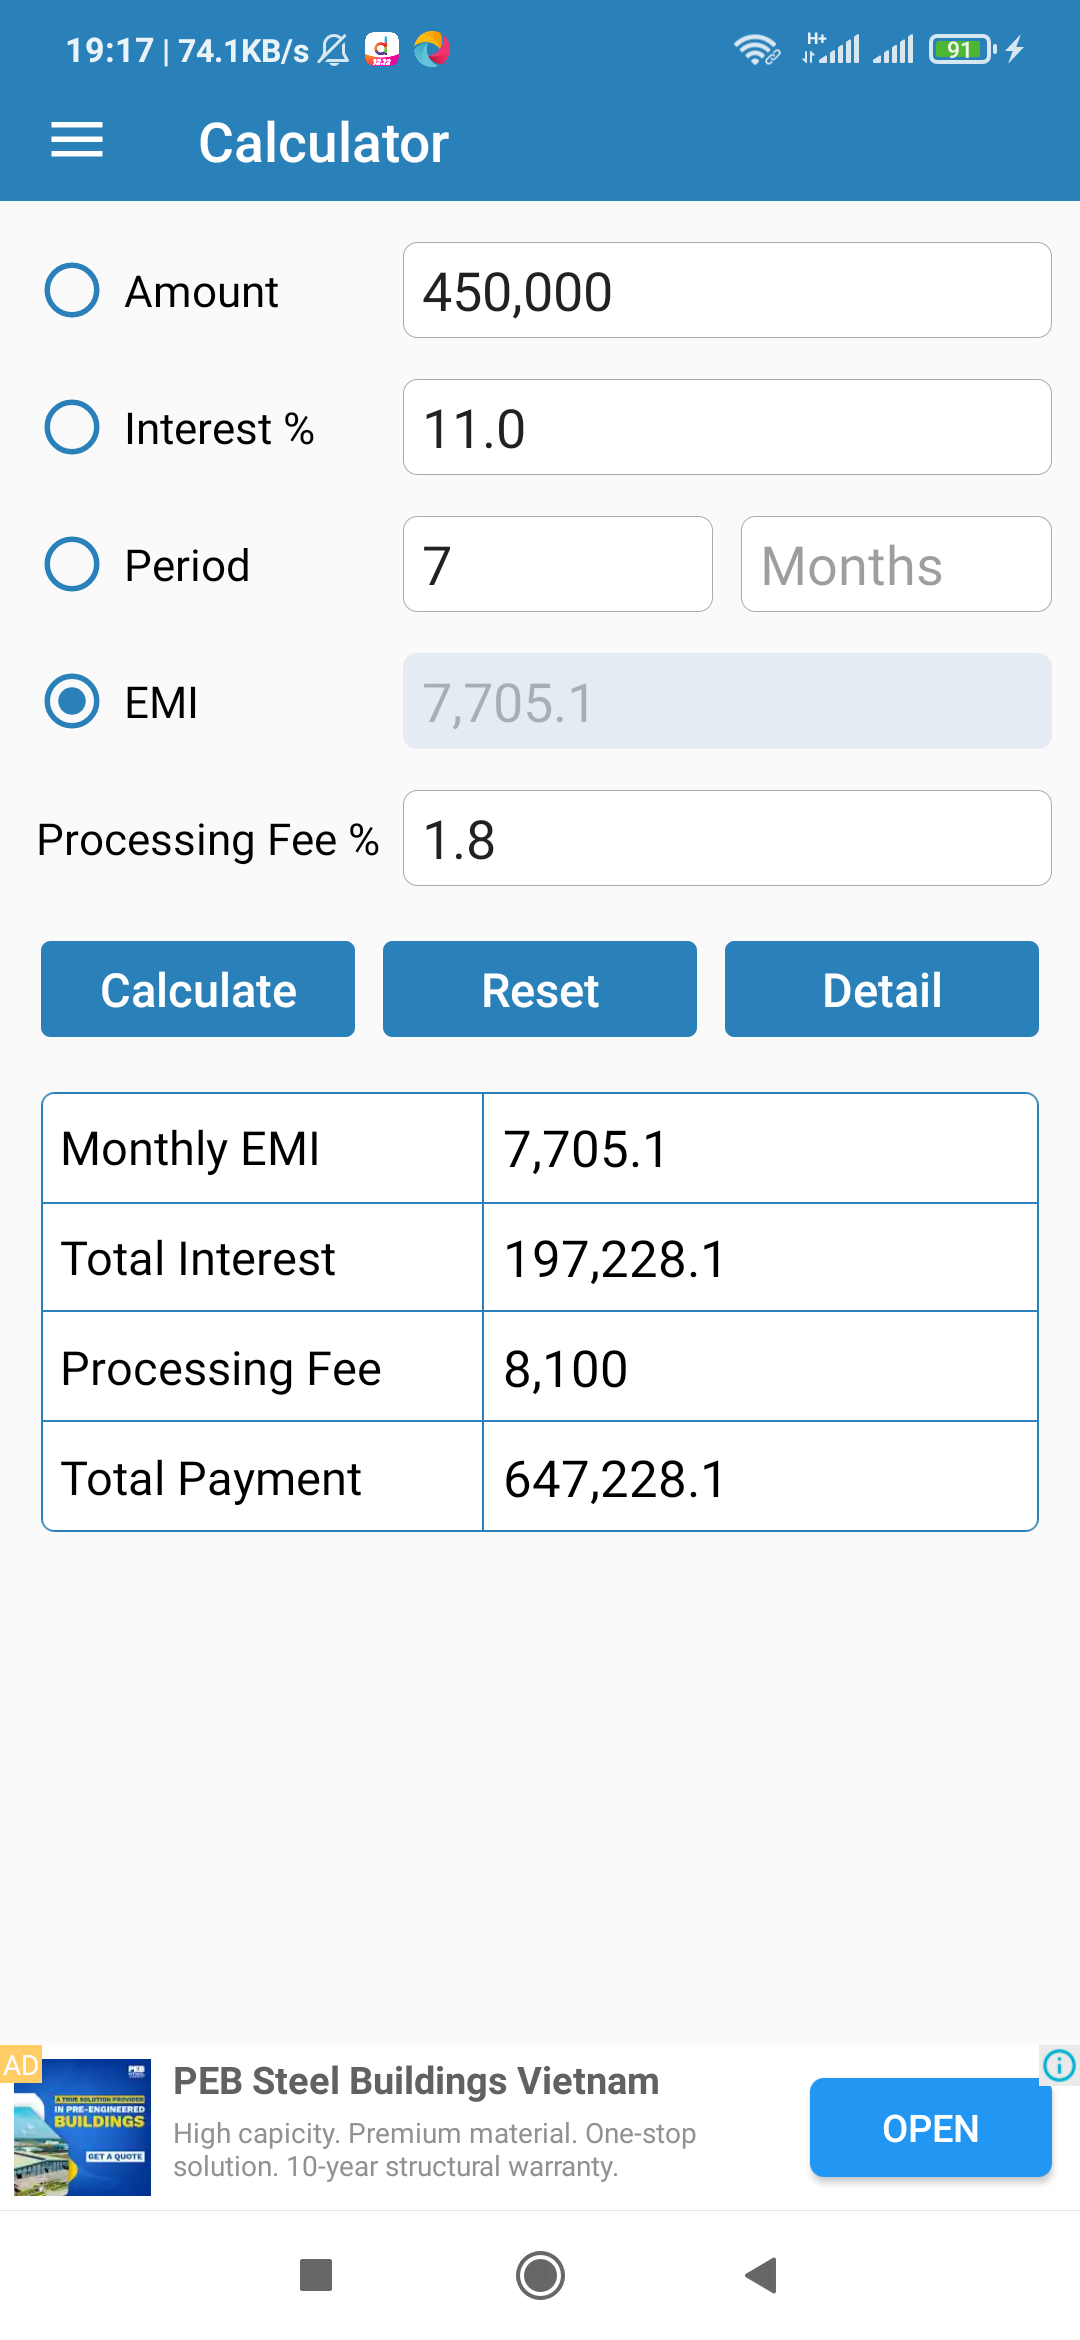 19:17 | 74.1KB/s
H+
91
Calculator
Amount 450,000
Interest % 11.0
Period 7 Months
EMI 7,705.1
Processing Fee % 1.8
Calculate Reset Detail
Monthly EMI 7,705.1
Total Interest 197,228.1
Processing Fee 8,100
Total Payment 647,228.1
AD
PEB
A TRUE SOLUTION PROVIDER
IN PRE-ENGINEERED
BUILDINGS
GET A QUOTE
PEB Steel Buildings Vietnam
High capicity. Premium material. One-stop
solution. 10-year structural warranty.
OPEN